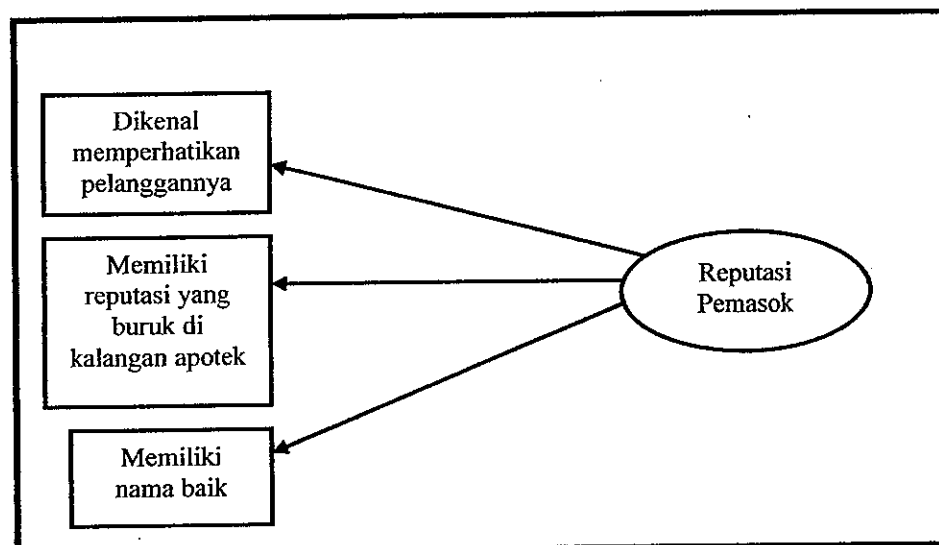 Dikenal
memperhatikan
pelanggannya
Memiliki
reputasi yang
buruk di
kalangan apotek
Memiliki
nama baik
Reputasi
Pemasok